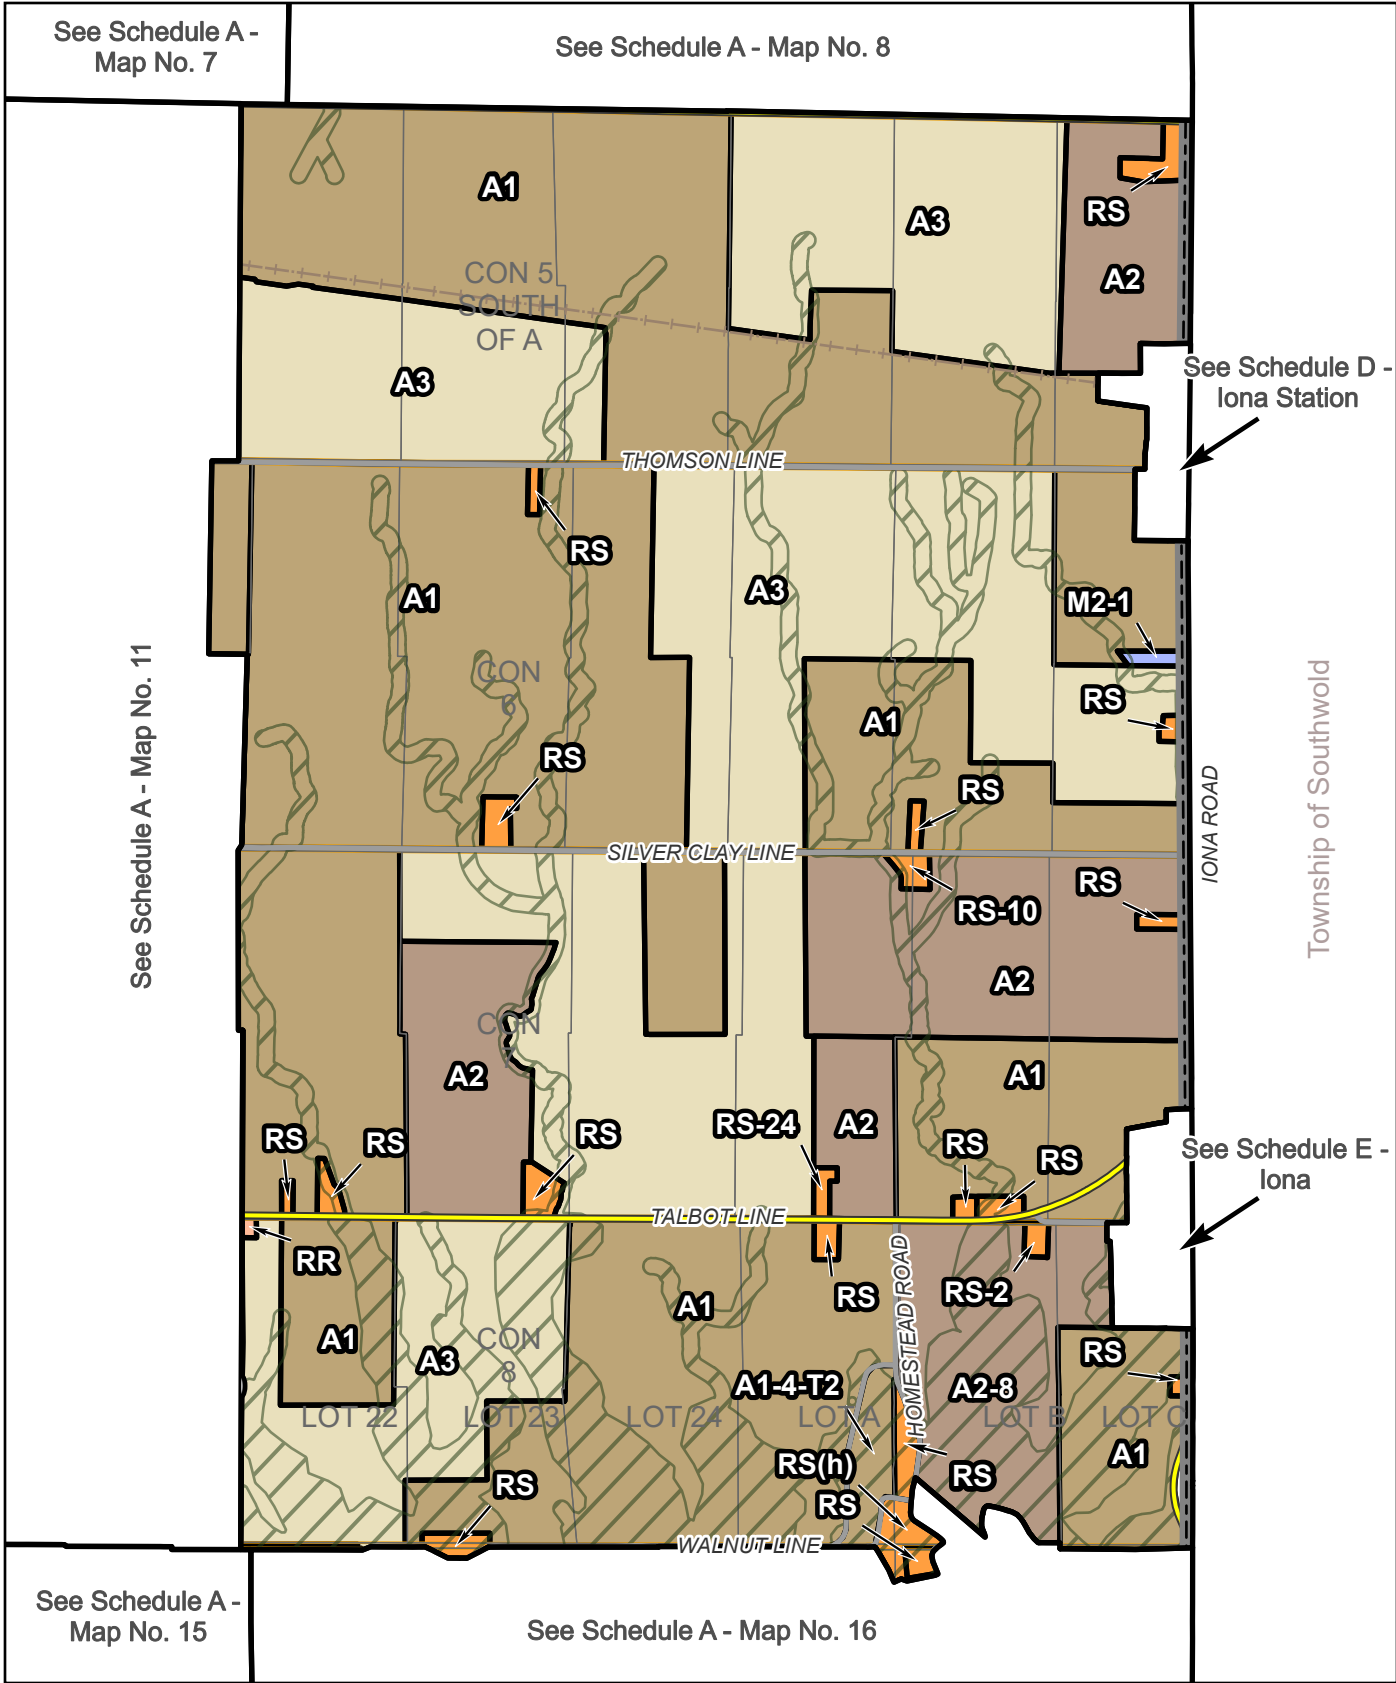 See Schedule A -
Map No. 7
See Schedule A - Map No. 8
A1
A3
RS
A2
CON 5
SOUTH
OF A
A3
See Schedule D -
Iona Station
THOMSON LINE
RS
A1
A3
M2-1
See Schedule A - Map No. 11
CON
6
RS
A1
RS
RS
IONA ROAD
Township of Southwold
SILVER CLAY LINE
RS
RS-10
A2
CON
A2
A1
RS
RS
RS
RS-24
A2
RS
RS
See Schedule E -
Iona
TALBOT LINE
RR
A1
A3
CON
8
A1
RS
HOMESTEAD ROAD
RS-2
A2-8
RS
A1-4-T2
LOT 22
LOT 23
LOT 24
LOT A
LOT B
LOT C
A1
RS(h)
RS
RS
RS
WALNUT LINE
See Schedule A -
Map No. 15
See Schedule A - Map No. 16